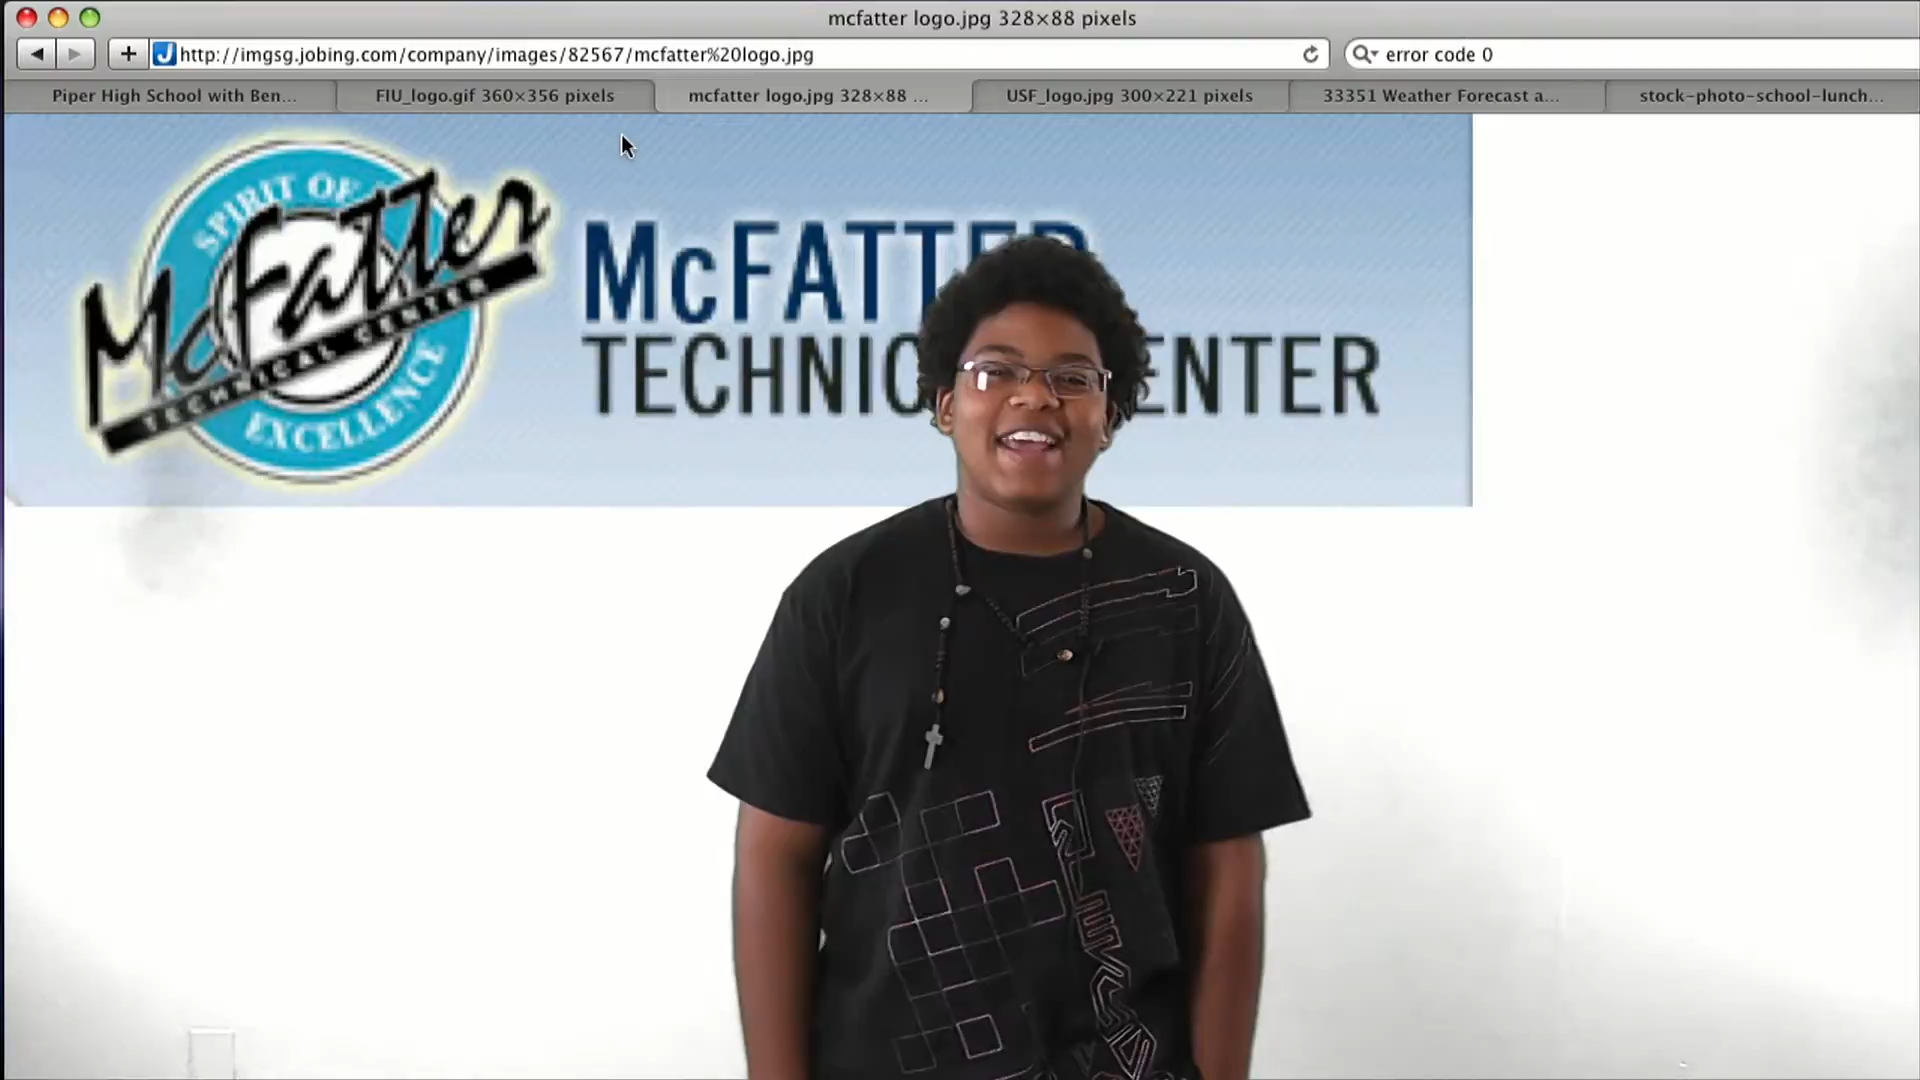 mcfatter logo.jpg 328×88 pixels
http://imgsg.jobing.com/company/images/82567/mcfatter%20logo.jpg
error code 0
Piper High School with Ben...
FIU_logo.gif 360×356 pixels
mcfatter logo.jpg 328×88 ...
USF_logo.jpg 300×221 pixels
33351 Weather Forecast a...
stock-photo-school-lunch...
SPIRIT OF
McFatter
TECHNICAL CENTER
EXCELLENCE
McFATTER
TECHNIC ENTER